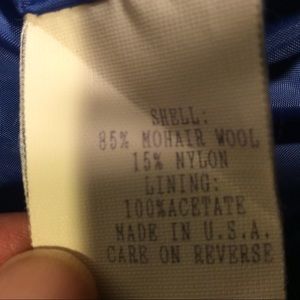 SHELL:
85% MOHAIR WOOL
15% NYLON
LINING:
100%ACETATE
MADE IN U.S.A.
CARE ON REVERSE